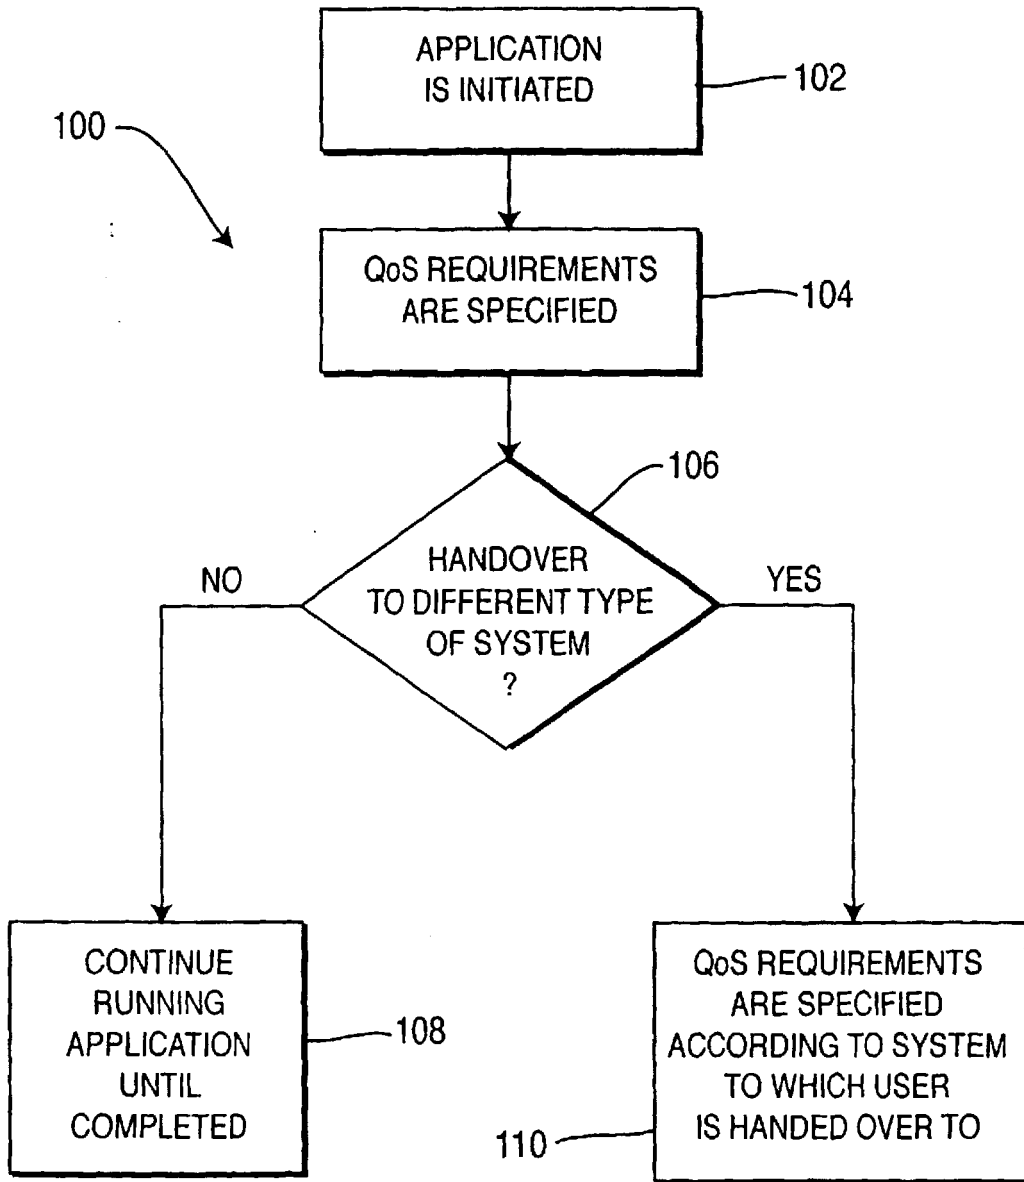 APPLICATION
IS INITIATED
102
100
QoS REQUIREMENTS
ARE SPECIFIED
104
106
HANDOVER
TO DIFFERENT TYPE
OF SYSTEM
?
NO
YES
CONTINUE
RUNNING
APPLICATION
UNTIL
COMPLETED
108
QoS REQUIREMENTS
ARE SPECIFIED
ACCORDING TO SYSTEM
TO WHICH USER
IS HANDED OVER TO
110